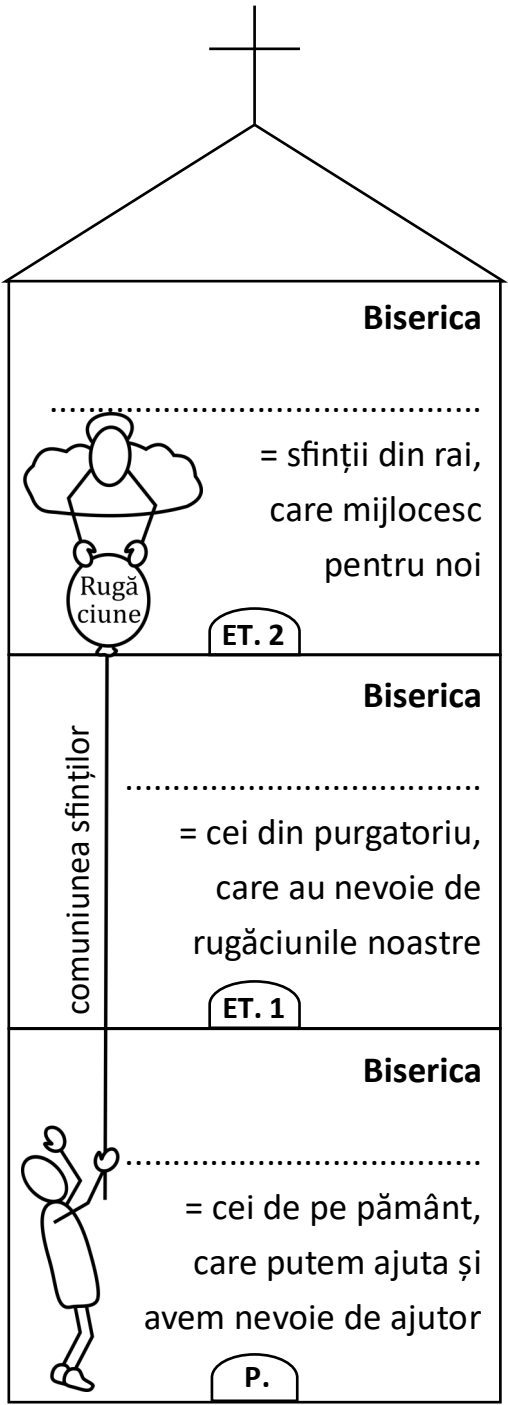 Biserica
................................................
= sfinții din rai,
care mijlocesc
pentru noi
Rugă
ciune
ET. 2
Biserica
comuniunea sfinților
.......................................
= cei din purgatoriu,
care au nevoie de
rugăciunile noastre
ET. 1
Biserica
.......................................
= cei de pe pământ,
care putem ajuta și
avem nevoie de ajutor
P.